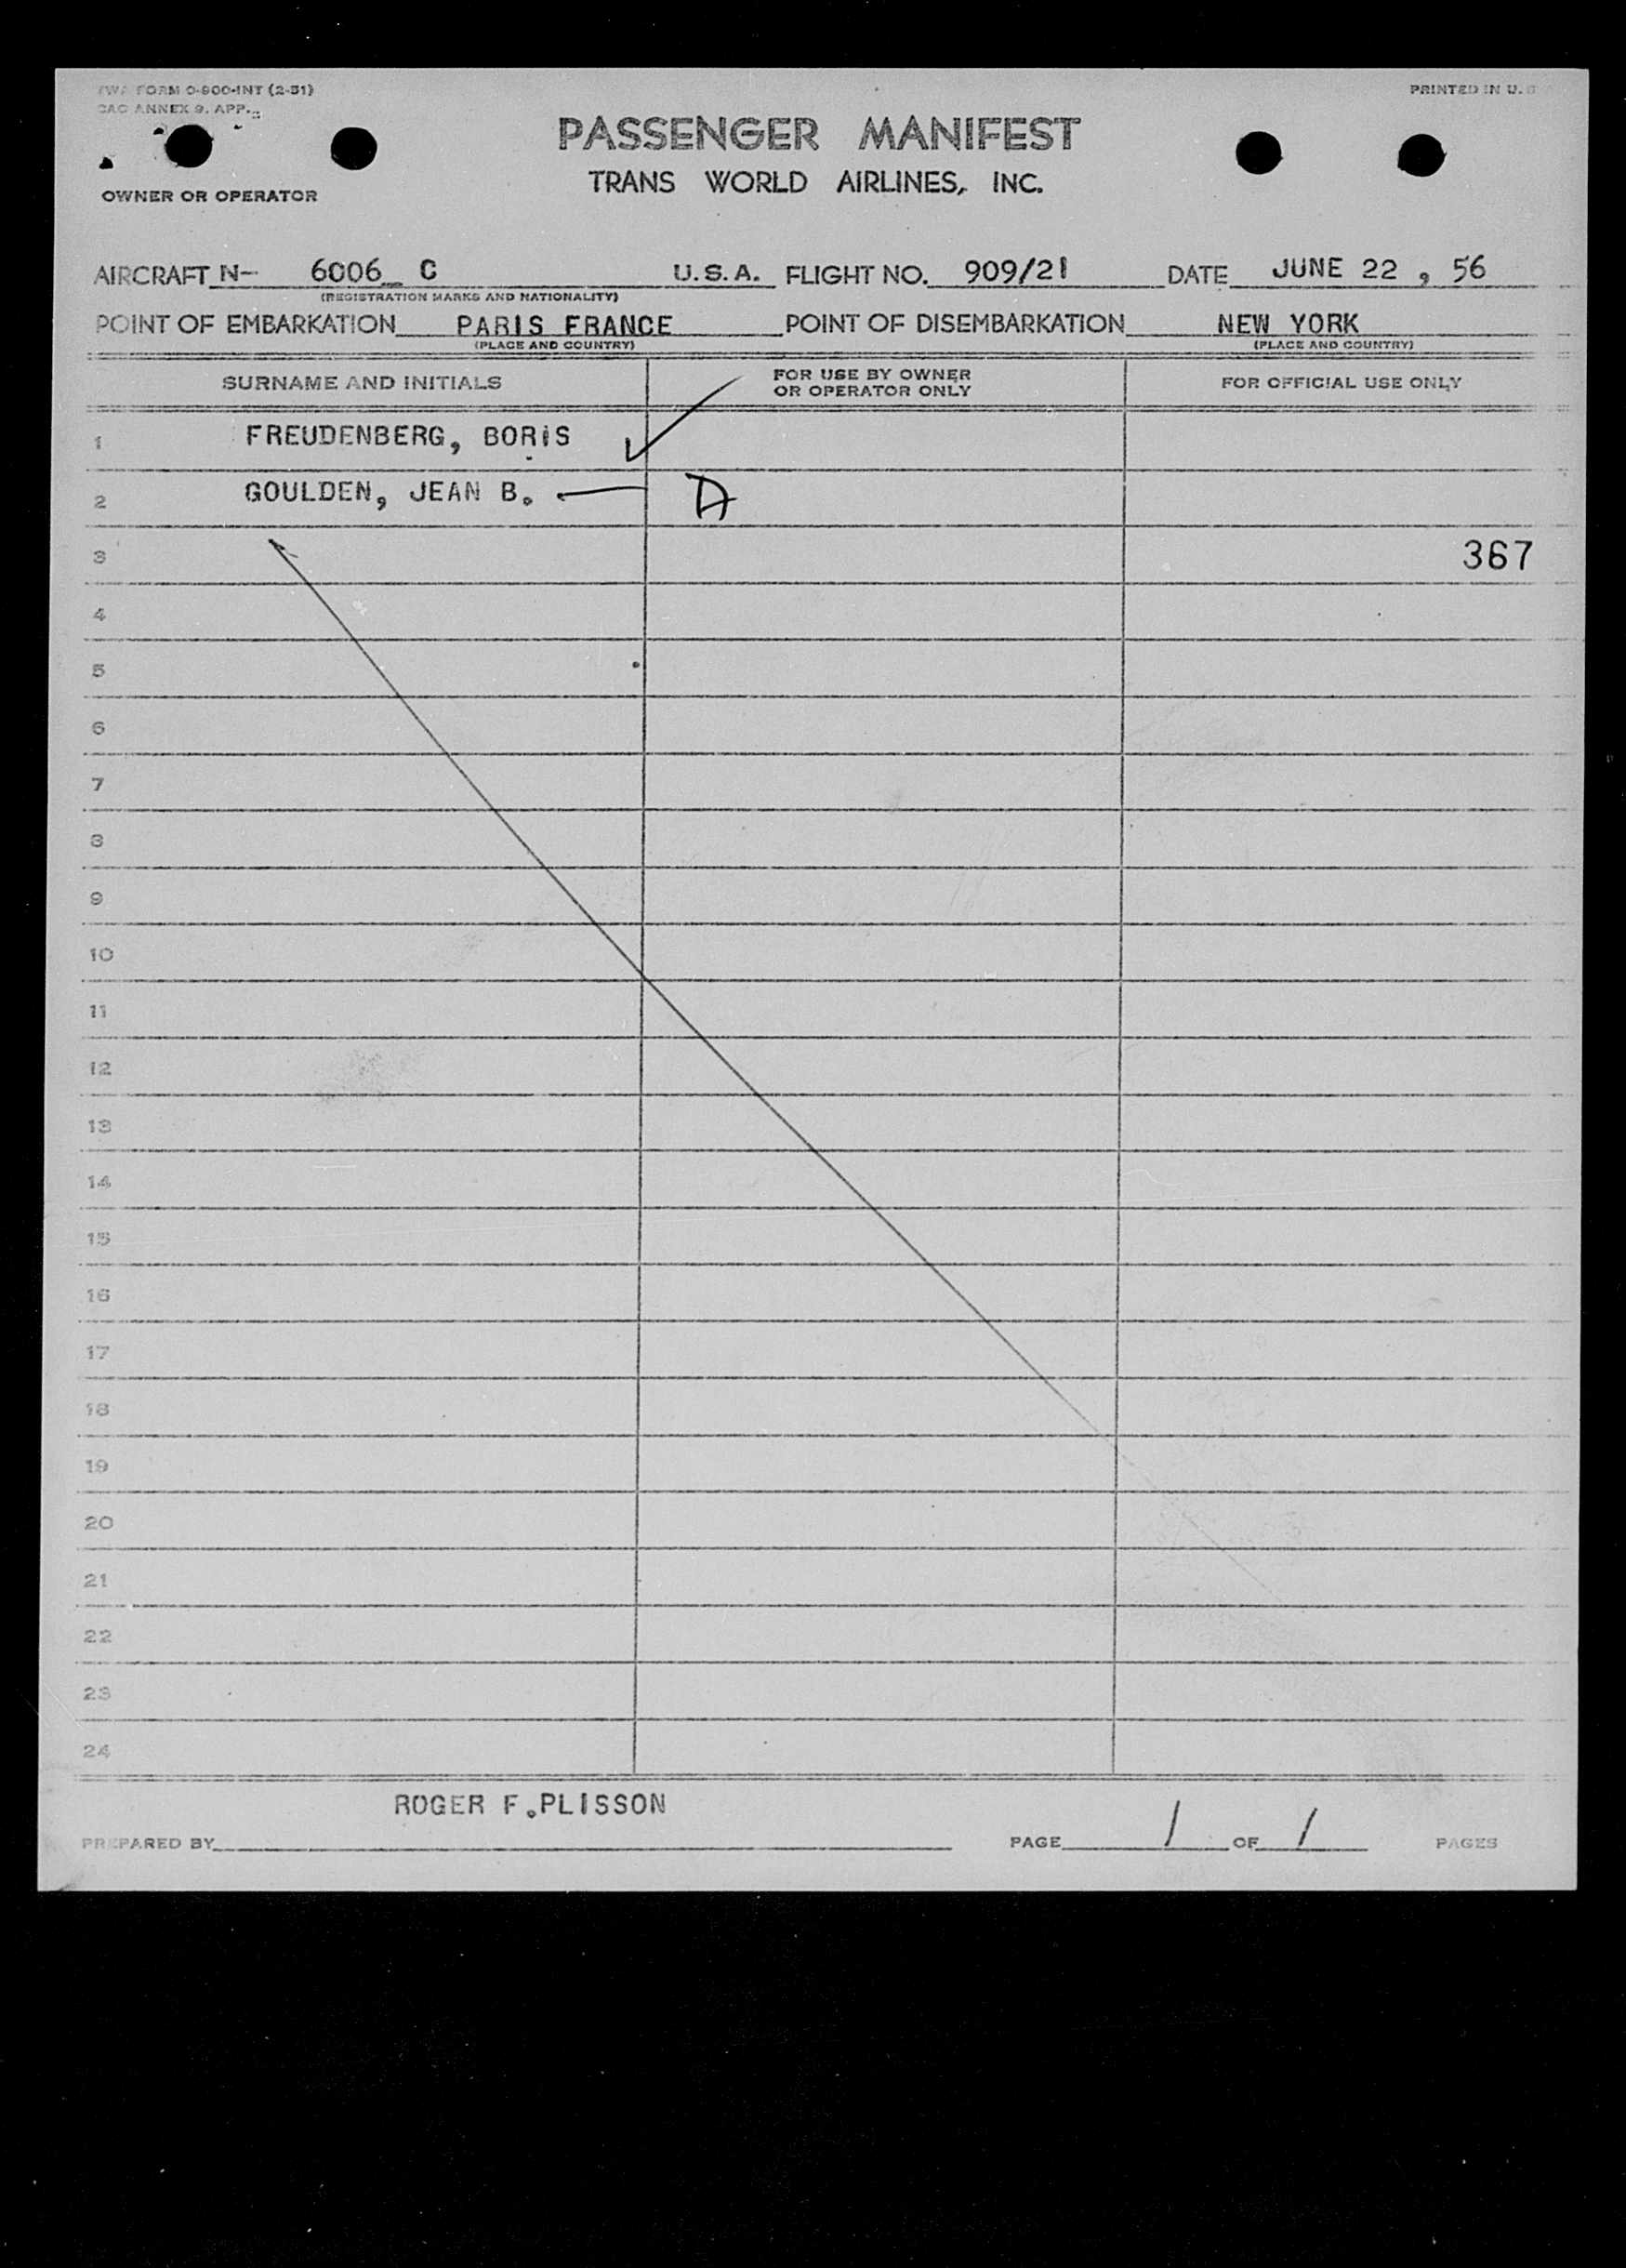 TWA FORM O-900-INT (2-51)
PRINTED IN U. S
CAO ANNEX 9. APP.
PASSENGER MANIFEST
TRANS WORLD AIRLINES, INC.
OWNER OR OPERATOR
AIRCRAFT N- 6006 C U.S.A. FLIGHT NO. 909/21 DATE JUNE 22, 56
(REGISTRATION MARKS AND NATIONALITY)
POINT OF EMBARKATION PARIS FRANCE POINT OF DISEMBARKATION NEW YORK
(PLACE AND COUNTRY) (PLACE AND COUNTRY)
SURNAME AND INITIALS FOR USE BY OWNER OR OPERATOR ONLY FOR OFFICIAL USE ONLY
1 FREUDENBERG, BORIS
2 GOULDEN, JEAN B. A
3 367
4
5
6
7
8
9
10
11
12
13
14
15
16
17
18
19
20
21
22
23
24
ROGER F.PLISSON
PREPARED BY PAGE 1 OF 1 PAGES